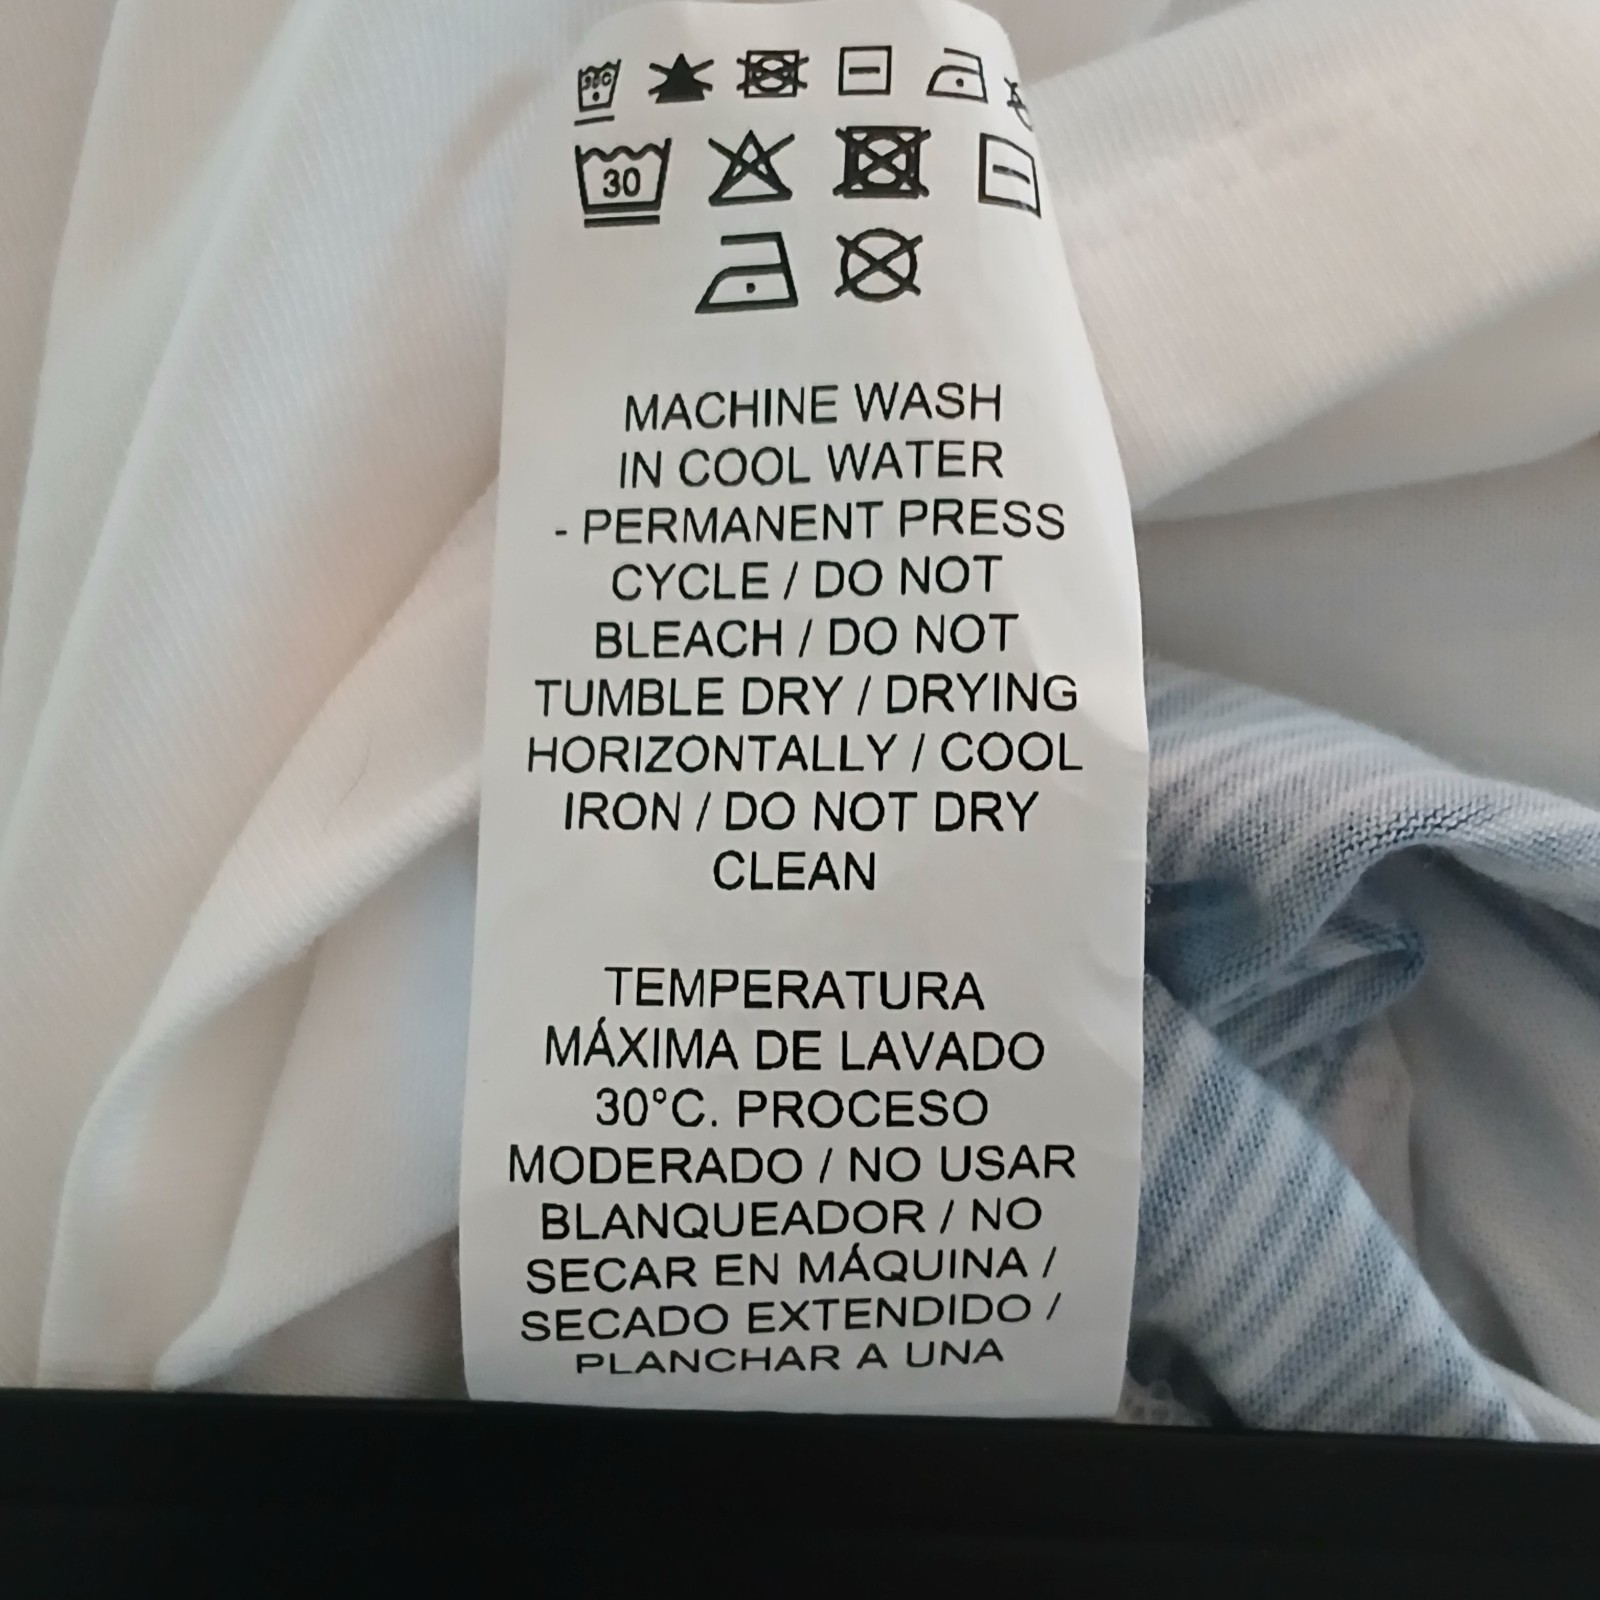 30C
30
MACHINE WASH
IN COOL WATER
- PERMANENT PRESS
CYCLE / DO NOT
BLEACH / DO NOT
TUMBLE DRY / DRYING
HORIZONTALLY / COOL
IRON / DO NOT DRY
CLEAN
TEMPERATURA
MÁXIMA DE LAVADO
30°C. PROCESO
MODERADO / NO USAR
BLANQUEADOR / NO
SECAR EN MÁQUINA /
SECADO EXTENDIDO /
PLANCHAR A UNA